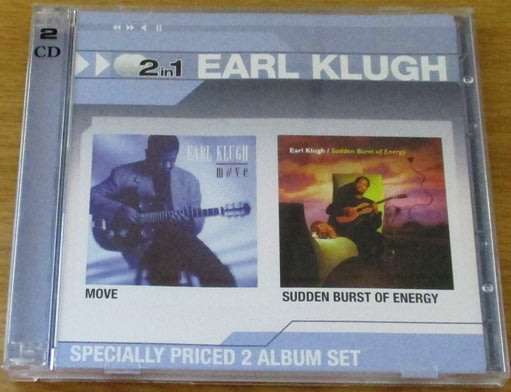 2
CD
2in1 EARL KLUGH
EARL KLUGH
move
Earl Klugh / Sudden Burst of Energy
MOVE
SUDDEN BURST OF ENERGY
SPECIALLY PRICED 2 ALBUM SET